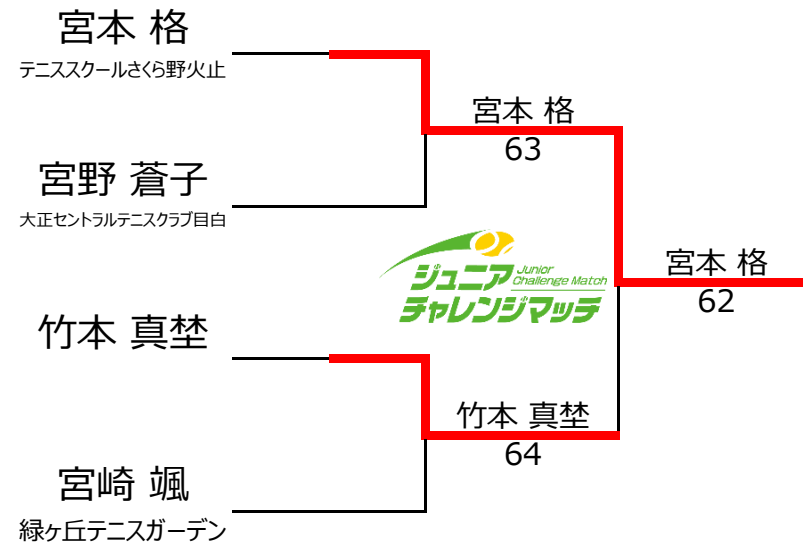 宮本 格
テニススクールさくら野火止
宮本 格
63
宮野 蒼子
大正セントラルテニスクラブ目白
ジュニア
Junior
Challenge Match
チャレンジマッチ
宮本 格
62
竹本 真埜
竹本 真埜
64
宮崎 颯
緑ヶ丘テニスガーデン